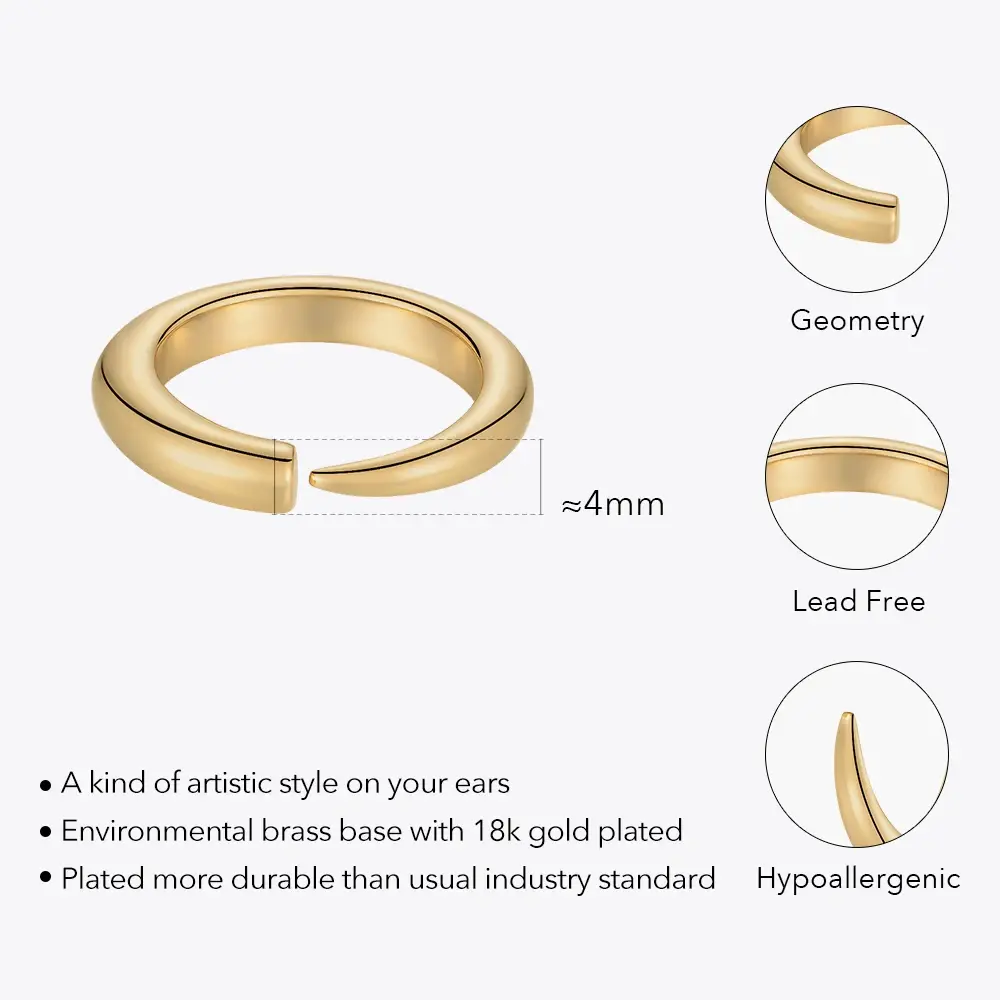 Geometry
≈4mm
Lead Free
• A kind of artistic style on your ears
• Environmental brass base with 18k gold plated
• Plated more durable than usual industry standard
Hypoallergenic